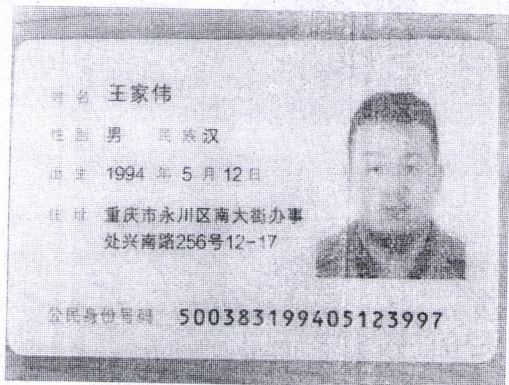 姓名 王家伟
性别 男 民族 汉
出生 1994 年 5 月 12 日
住址 重庆市永川区南大街办事
处兴南路256号12-17
公民身份号码 500383199405123997